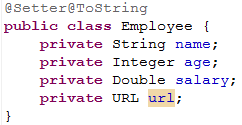 @Setter@ToString
public class Employee {
    private String name;
    private Integer age;
    private Double salary;
    private URL url;
}